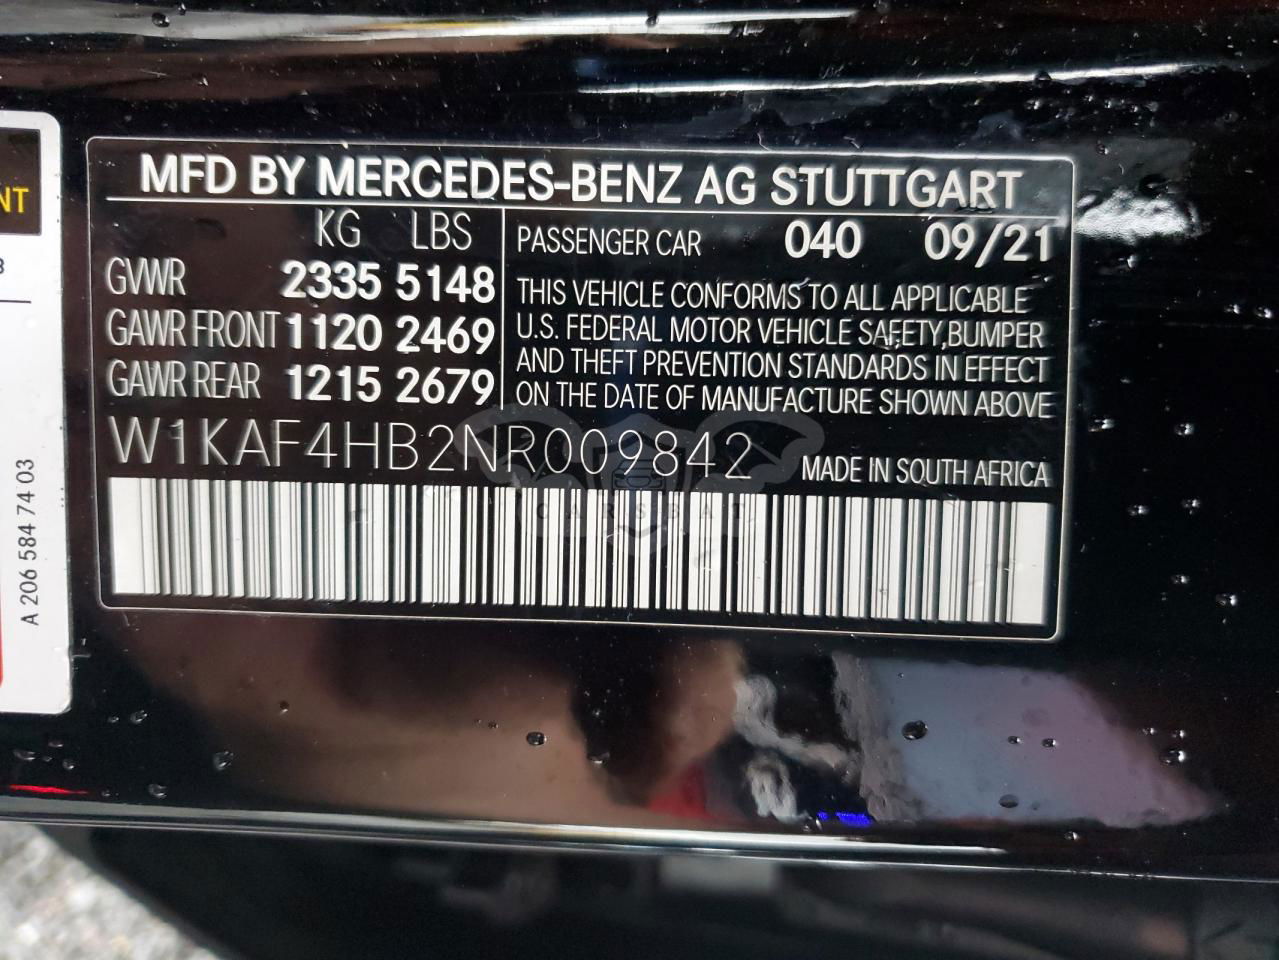 MFD BY MERCEDES-BENZ AG STUTTGART
KG LBS
GVWR 2335 5148
GAWR FRONT 1120 2469
GAWR REAR 1215 2679
PASSENGER CAR 040 09/21
THIS VEHICLE CONFORMS TO ALL APPLICABLE
U.S. FEDERAL MOTOR VEHICLE SAFETY,BUMPER
AND THEFT PREVENTION STANDARDS IN EFFECT
ON THE DATE OF MANUFACTURE SHOWN ABOVE
W1KAF4HB2NR009842
MADE IN SOUTH AFRICA
CARSBAT
A 206 584 74 03